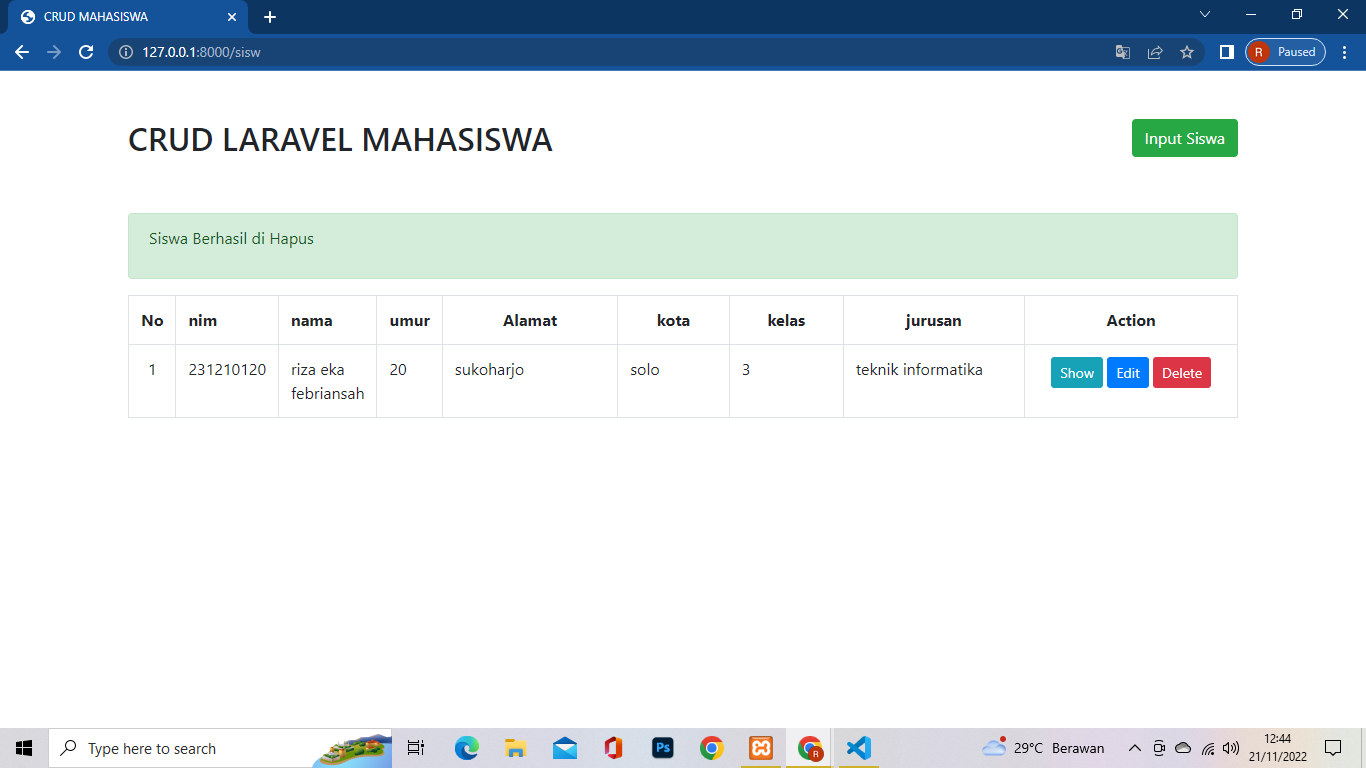 CRUD MAHASISWA
127.0.0.1:8000/sisw
R Paused
CRUD LARAVEL MAHASISWA
Input Siswa
Siswa Berhasil di Hapus
No nim nama umur Alamat kota kelas jurusan Action
1 231210120 riza eka 20 sukoharjo solo 3 teknik informatika Show Edit Delete
febriansah
Type here to search
Ps
R
29°C Berawan
12:44
21/11/2022